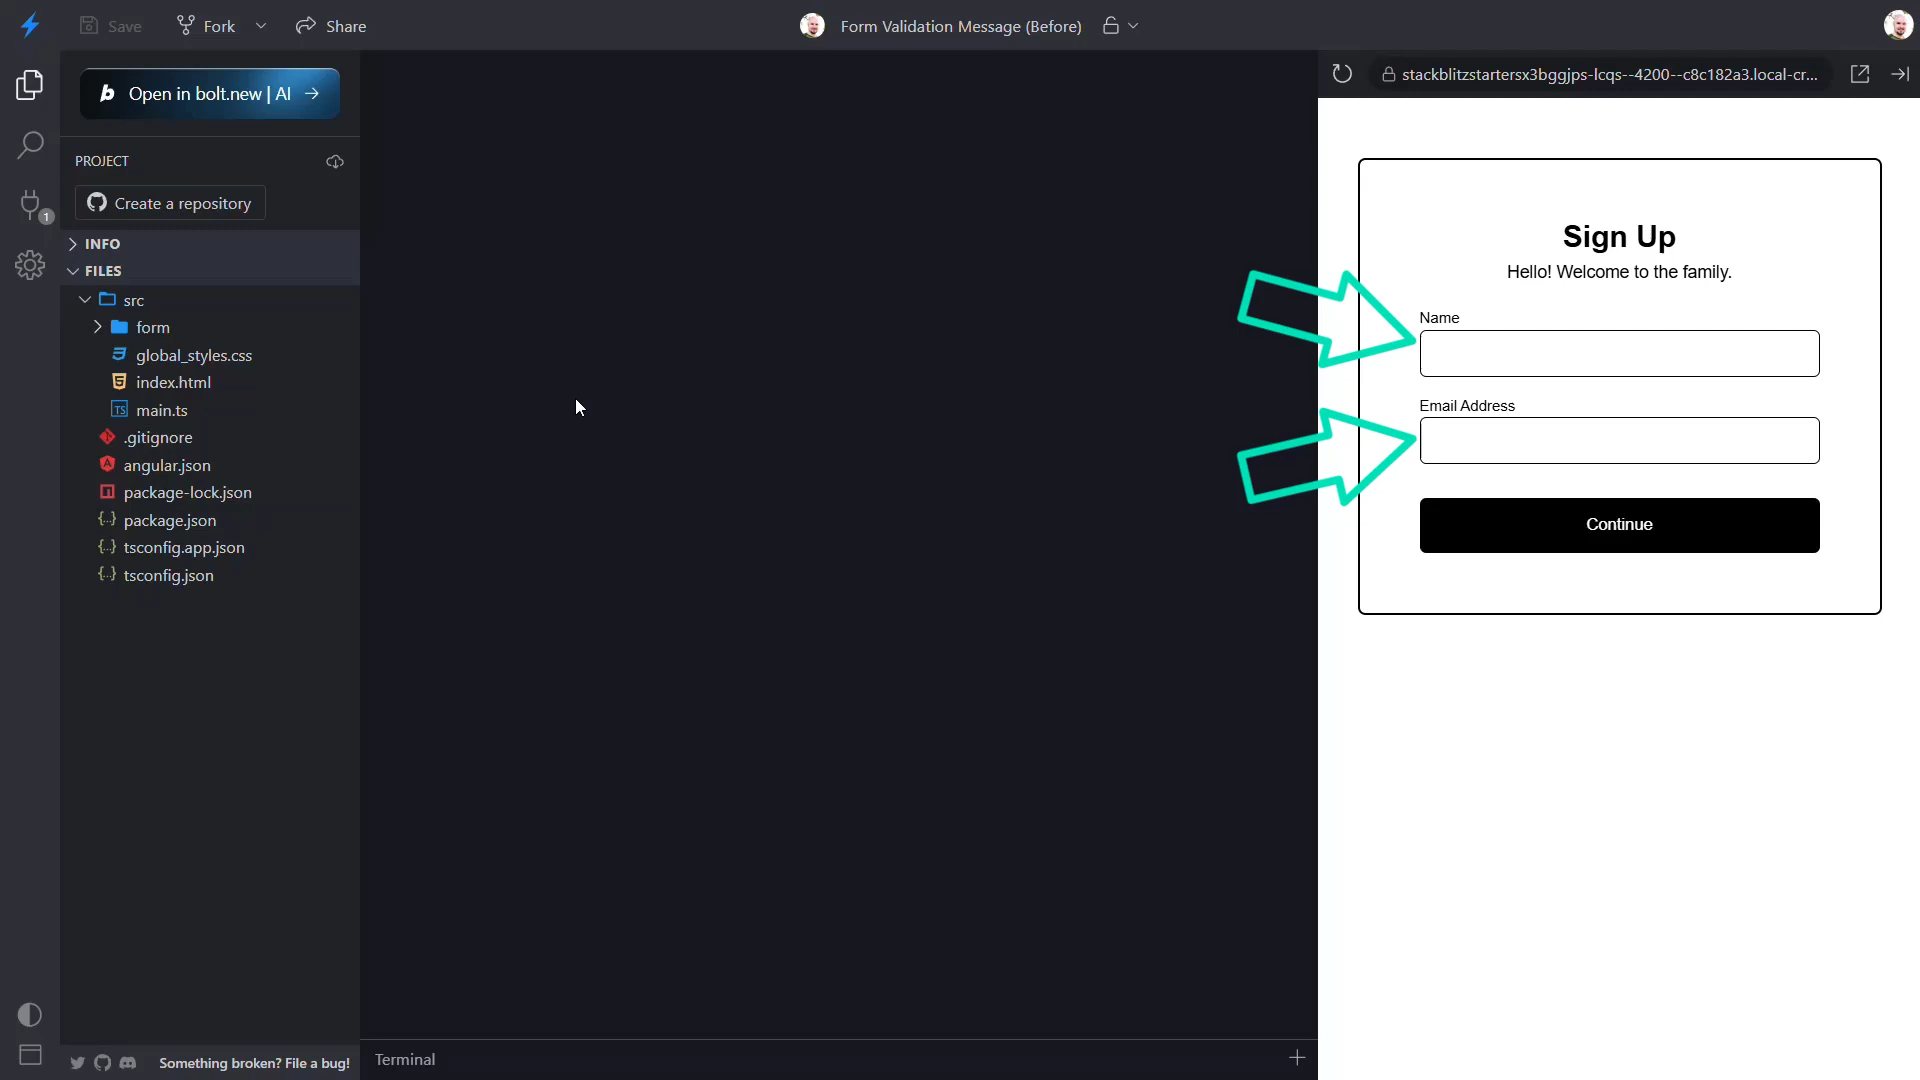 Save
Fork
Share
Form Validation Message (Before)
b Open in bolt.new | AI
stackblitzstartersx3bggjps-lcqs--4200--c8c182a3.local-cr...
PROJECT
Create a repository
1
INFO
FILES
src
form
global_styles.css
index.html
TS main.ts
.gitignore
angular.json
package-lock.json
{..} package.json
{..} tsconfig.app.json
{..} tsconfig.json
Sign Up
Hello! Welcome to the family.
Name
Email Address
Continue
Something broken? File a bug!
Terminal